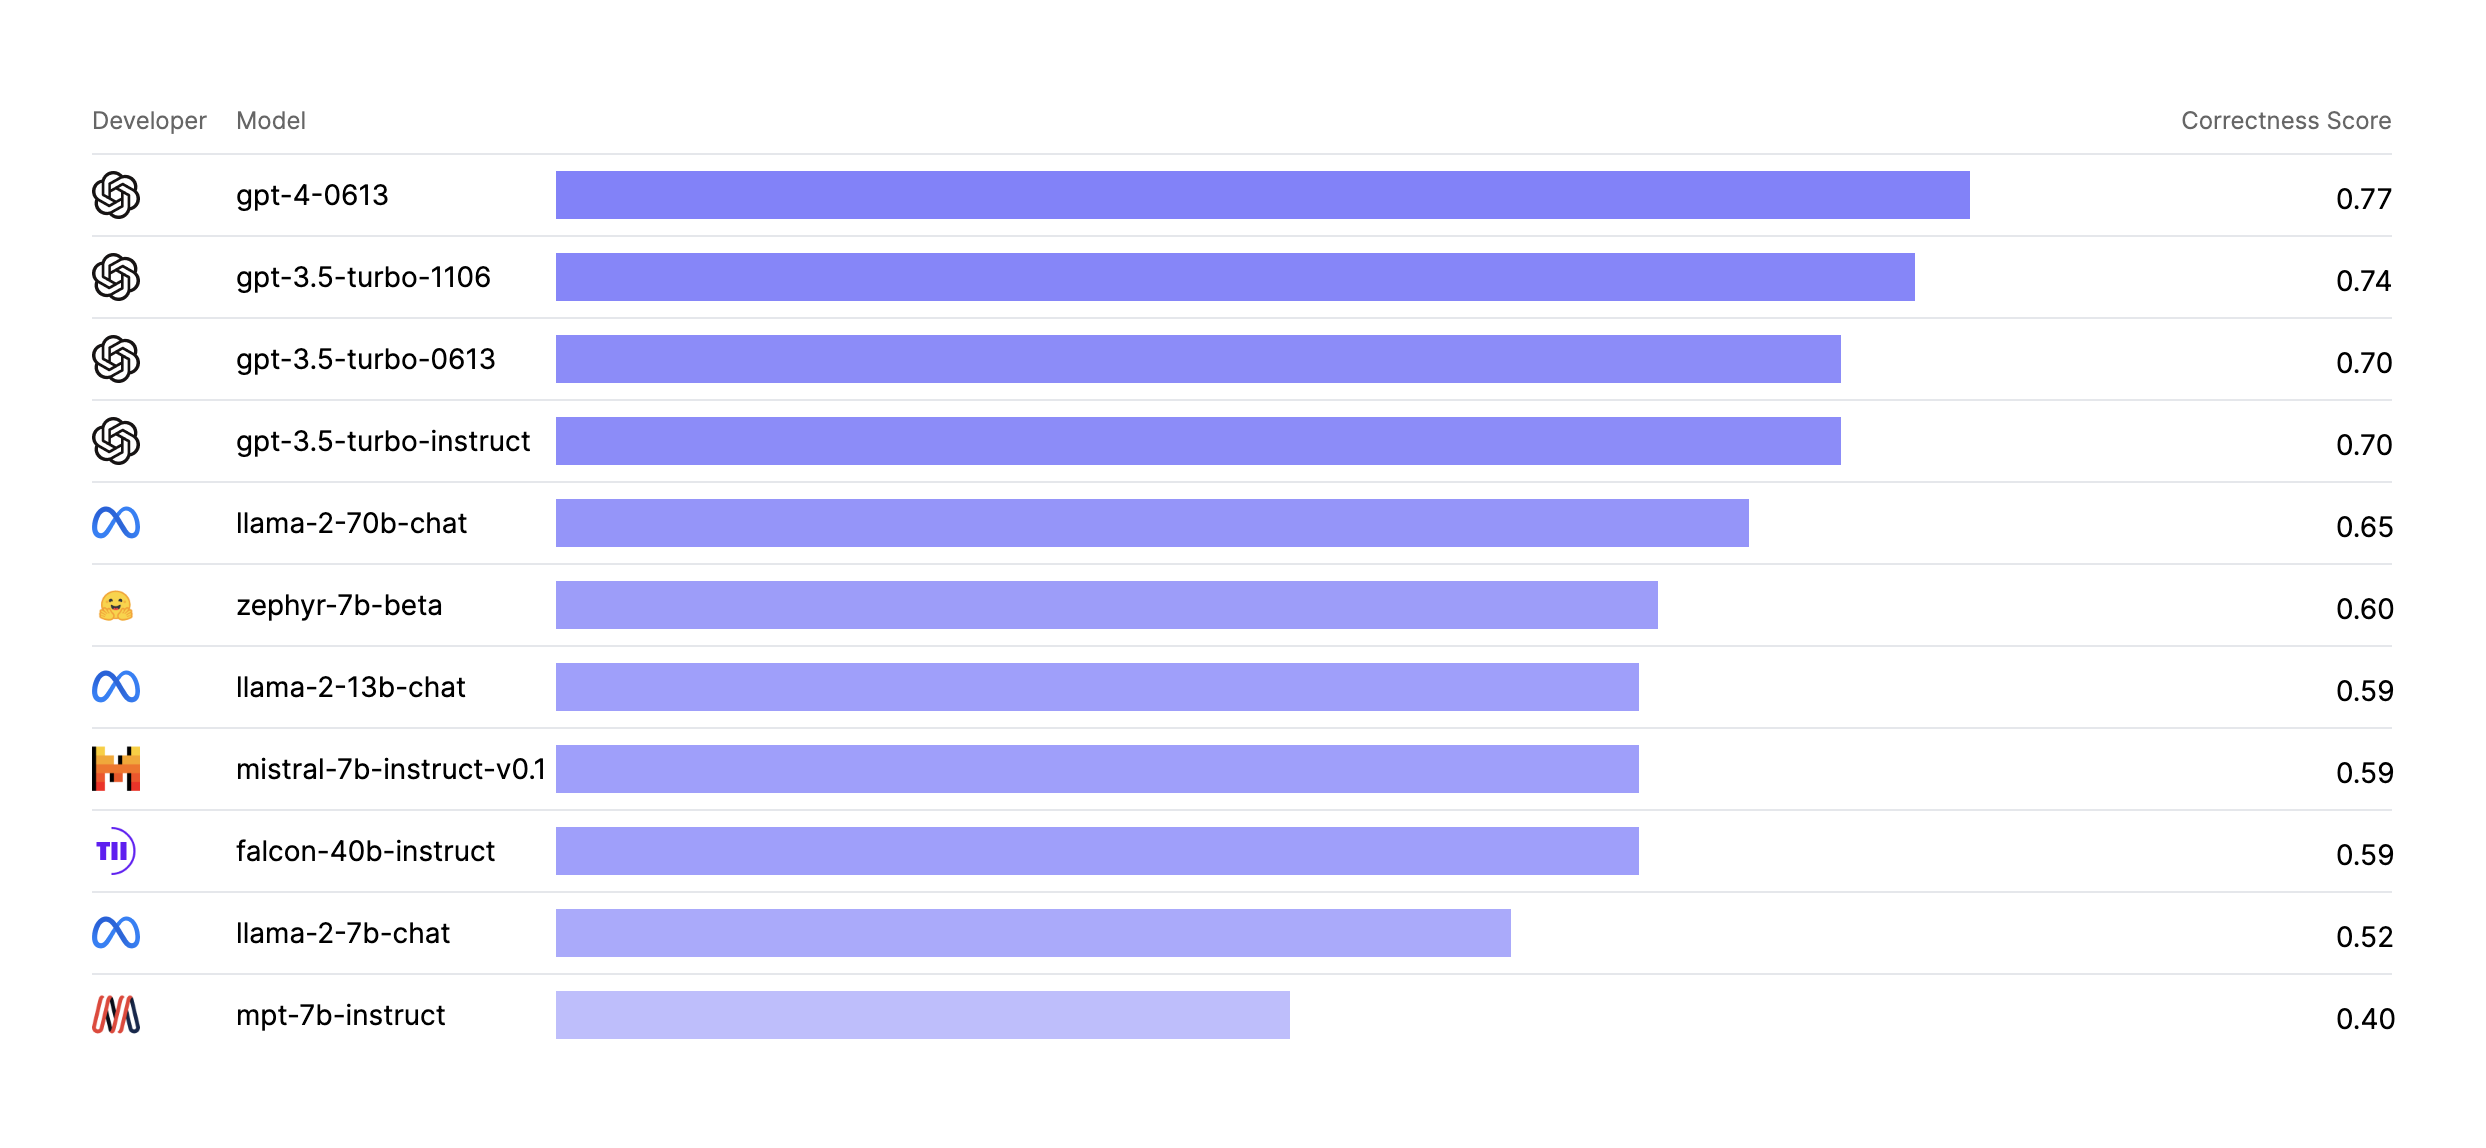 Developer Model Correctness Score
gpt-4-0613 0.77
gpt-3.5-turbo-1106 0.74
gpt-3.5-turbo-0613 0.70
gpt-3.5-turbo-instruct 0.70
llama-2-70b-chat 0.65
zephyr-7b-beta 0.60
llama-2-13b-chat 0.59
mistral-7b-instruct-v0.1 0.59
TII falcon-40b-instruct 0.59
llama-2-7b-chat 0.52
mpt-7b-instruct 0.40